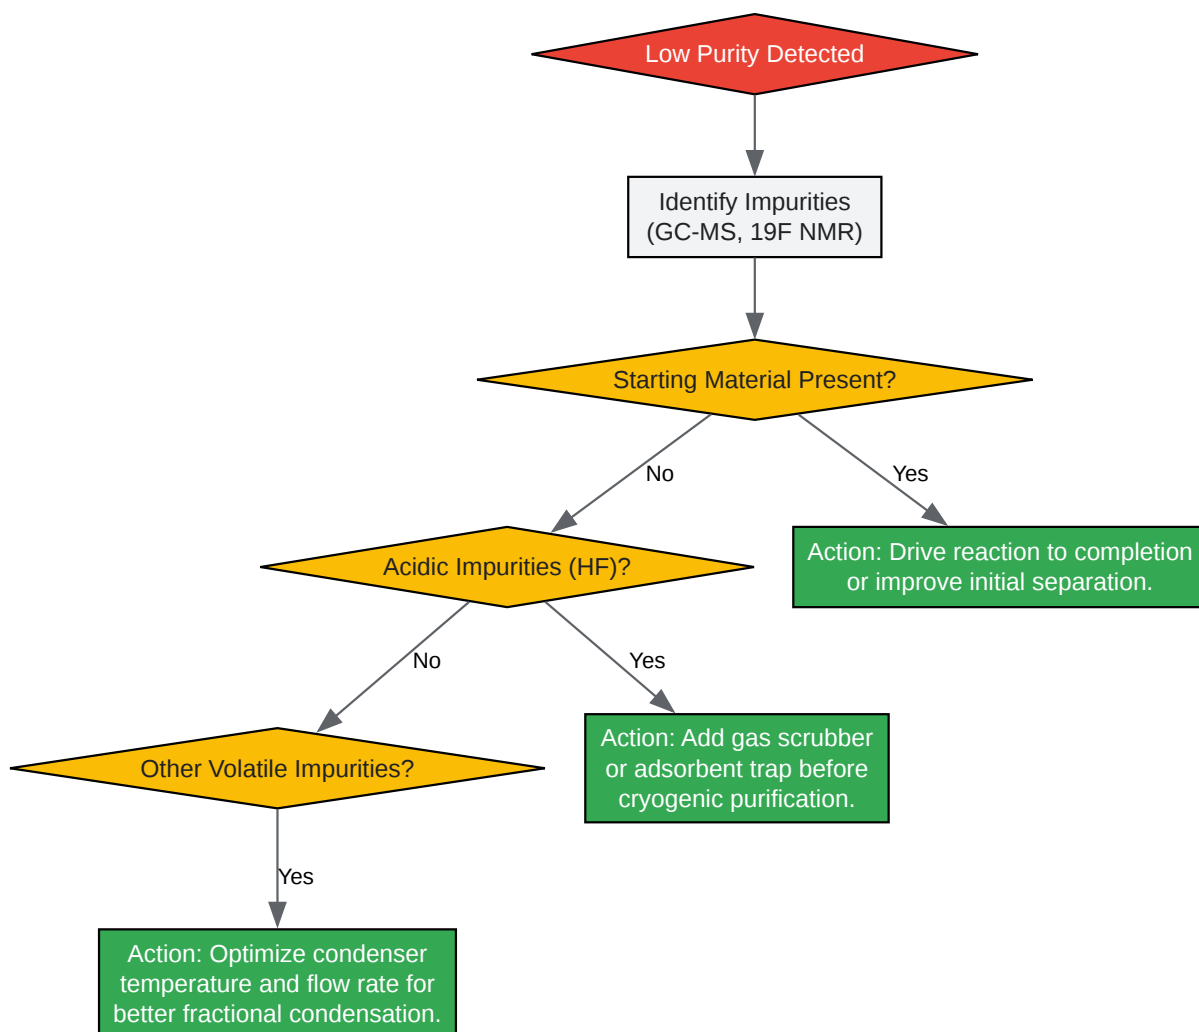 Low Purity Detected
Identify Impurities
(GC-MS, 19F NMR)
Starting Material Present?
No
Yes
Acidic Impurities (HF)?
Action: Drive reaction to completion
or improve initial separation.
No
Yes
Other Volatile Impurities?
Action: Add gas scrubber
or adsorbent trap before
cryogenic purification.
Yes
Action: Optimize condenser
temperature and flow rate for
better fractional condensation.